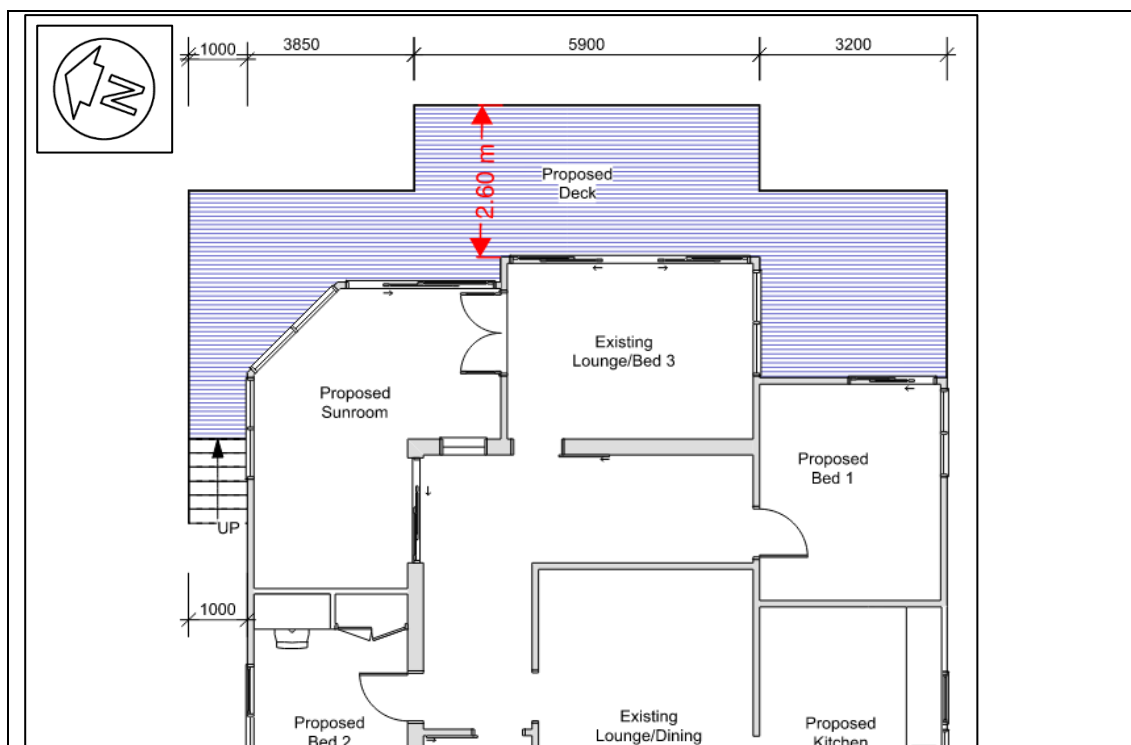 1000
3850
5900
3200
N
2.60 m
Proposed
Deck
Existing
Lounge/Bed 3
Proposed
Sunroom
Proposed
Bed 1
UP
1000
Proposed
Bed 2
Existing
Lounge/Dining
Proposed
Kitchen